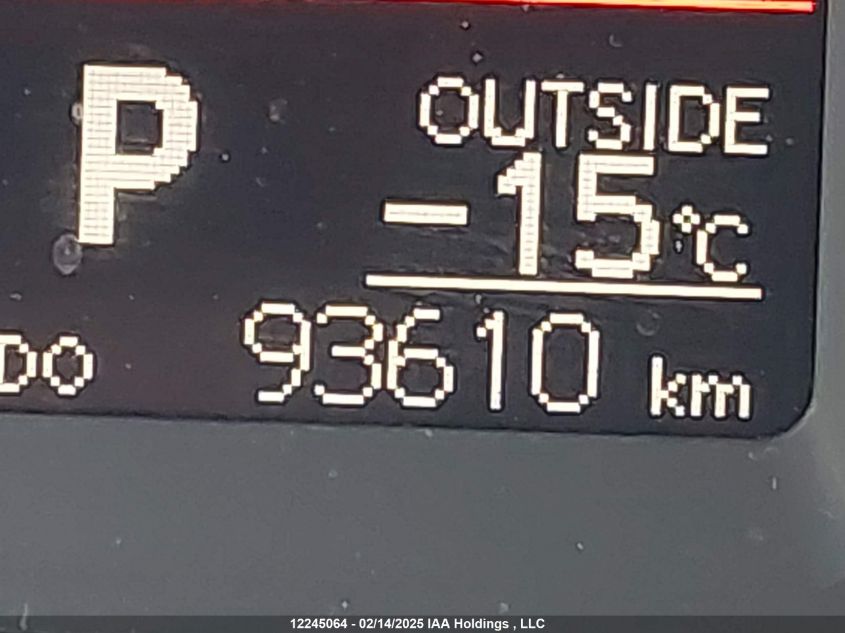 P
OUTSIDE
-15°C
DO 93610 km
12245064 - 02/14/2025 IAA Holdings , LLC